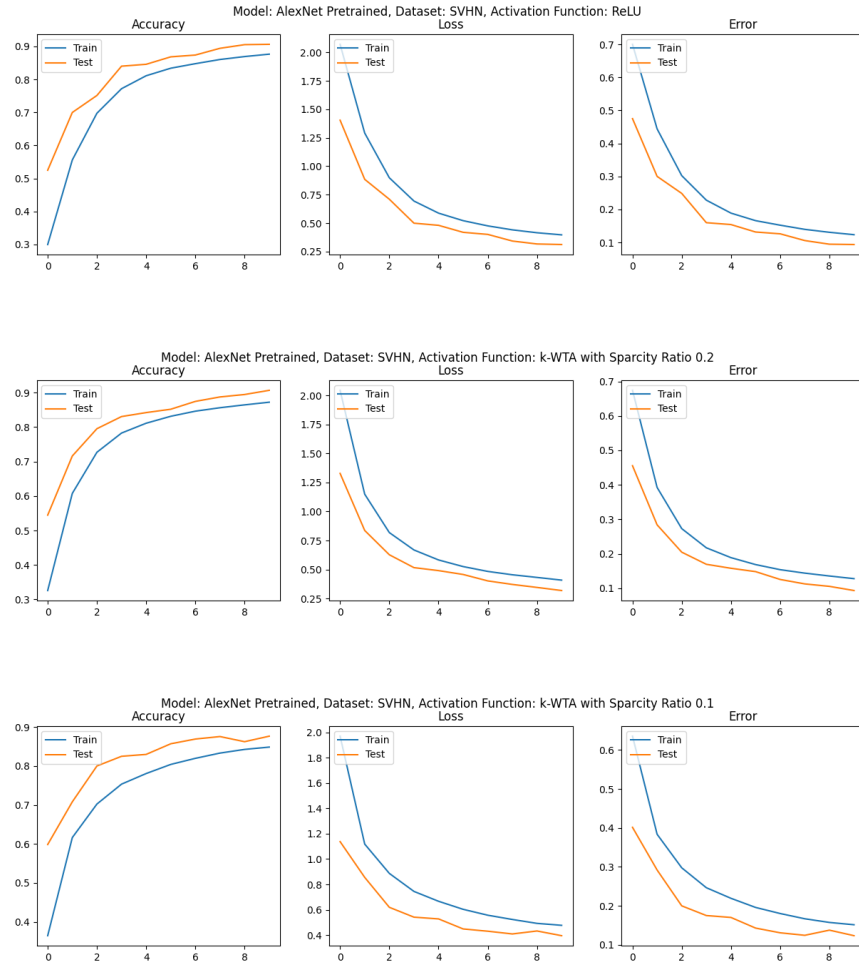 Model: AlexNet Pretrained, Dataset: SVHN, Activation Function: ReLU
Accuracy
Loss
Error
Train
Test
0.9
0.8
0.7
0.6
0.5
0.4
0.3
0 2 4 6 8
Train
Test
2.00
1.75
1.50
1.25
1.00
0.75
0.50
0.25
0 2 4 6 8
Train
Test
0.7
0.6
0.5
0.4
0.3
0.2
0.1
0 2 4 6 8
Model: AlexNet Pretrained, Dataset: SVHN, Activation Function: k-WTA with Sparcity Ratio 0.2
Accuracy
Loss
Error
Train
Test
0.9
0.8
0.7
0.6
0.5
0.4
0.3
0 2 4 6 8
Train
Test
2.00
1.75
1.50
1.25
1.00
0.75
0.50
0.25
0 2 4 6 8
Train
Test
0.7
0.6
0.5
0.4
0.3
0.2
0.1
0 2 4 6 8
Model: AlexNet Pretrained, Dataset: SVHN, Activation Function: k-WTA with Sparcity Ratio 0.1
Accuracy
Loss
Error
Train
Test
0.9
0.8
0.7
0.6
0.5
0.4
0 2 4 6 8
Train
Test
2.0
1.8
1.6
1.4
1.2
1.0
0.8
0.6
0.4
0 2 4 6 8
Train
Test
0.6
0.5
0.4
0.3
0.2
0.1
0 2 4 6 8